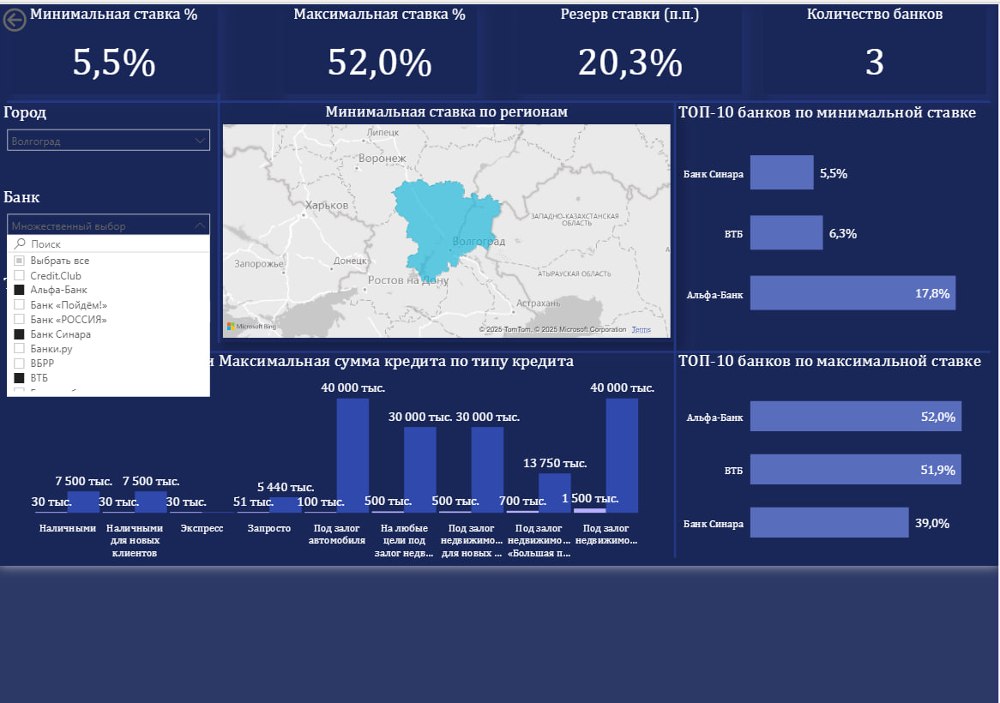 Минимальная ставка %
Максимальная ставка %
Резерв ставки (п.п.)
Количество банков
5,5%
52,0%
20,3%
3
Город
Волгоград
Банк
Множественный выбор
Поиск
Выбрать все
Credit.Club
Альфа-Банк
Банк «Пойдём!»
Банк «РОССИЯ»
Банк Синара
Банки.ру
ВБРР
ВТБ
Минимальная ставка по регионам
Липецк
Воронеж
Харьков
ЗАПАДНО-КАЗАХСТАНСКАЯ
ОБЛАСТЬ
Волгоград
Запорожье
Донецк
Ростов на Дану
АТЫРАУСКАЯ ОБЛАСТЬ
Астрахань
Microsoft Bing
© 2025 TomTom, © 2025 Microsoft Corporation Terms
ТОП-10 банков по минимальной ставке
Банк Синара 5,5%
ВТБ 6,3%
Альфа-Банк 17,8%
и Максимальная сумма кредита по типу кредита
40 000 тыс.
40 000 тыс.
30 000 тыс.
30 000 тыс.
13 750 тыс.
7 500 тыс.
7 500 тыс.
5 440 тыс.
30 тыс.
30 тыс.
30 тыс.
51 тыс.
100 тыс.
500 тыс.
500 тыс.
700 тыс.
1 500 тыс.
Наличными
Наличными
для новых
клиентов
Экспресс
Запросто
Под залог
автомобиля
На любые
цели под
залог недв...
Под залог
недвижимо...
для новых ...
Под залог
недвижимо...
«Большая п...
Под залог
недвижимо...
ТОП-10 банков по максимальной ставке
Альфа-Банк 52,0%
ВТБ 51,9%
Банк Синара 39,0%